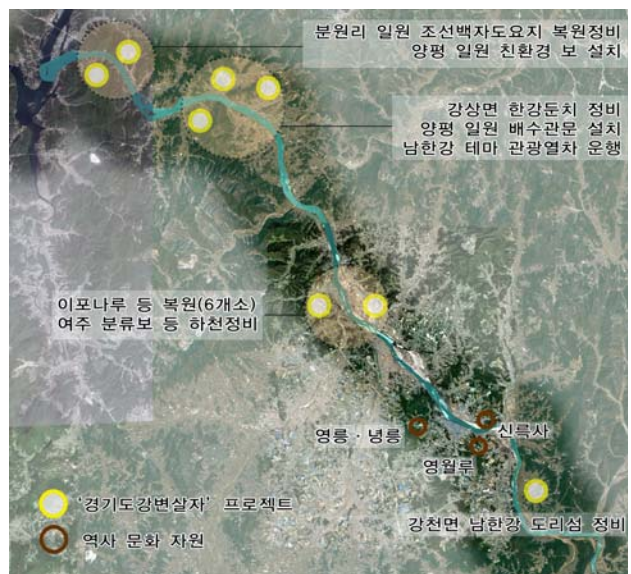 분원리 일원 조선백자도요지 복원정비
양평 일원 친환경 보 설치
강상면 한강둔치 정비
양평 일원 배수관문 설치
남한강 테마 관광열차 운행
이포나루 등 복원(6개소)
여주 분류보 등 하천정비
영릉·녕릉
신륵사
영월루
'경기도강변살자' 프로젝트
강천면 남한강 도리섬 정비
역사 문화 자원